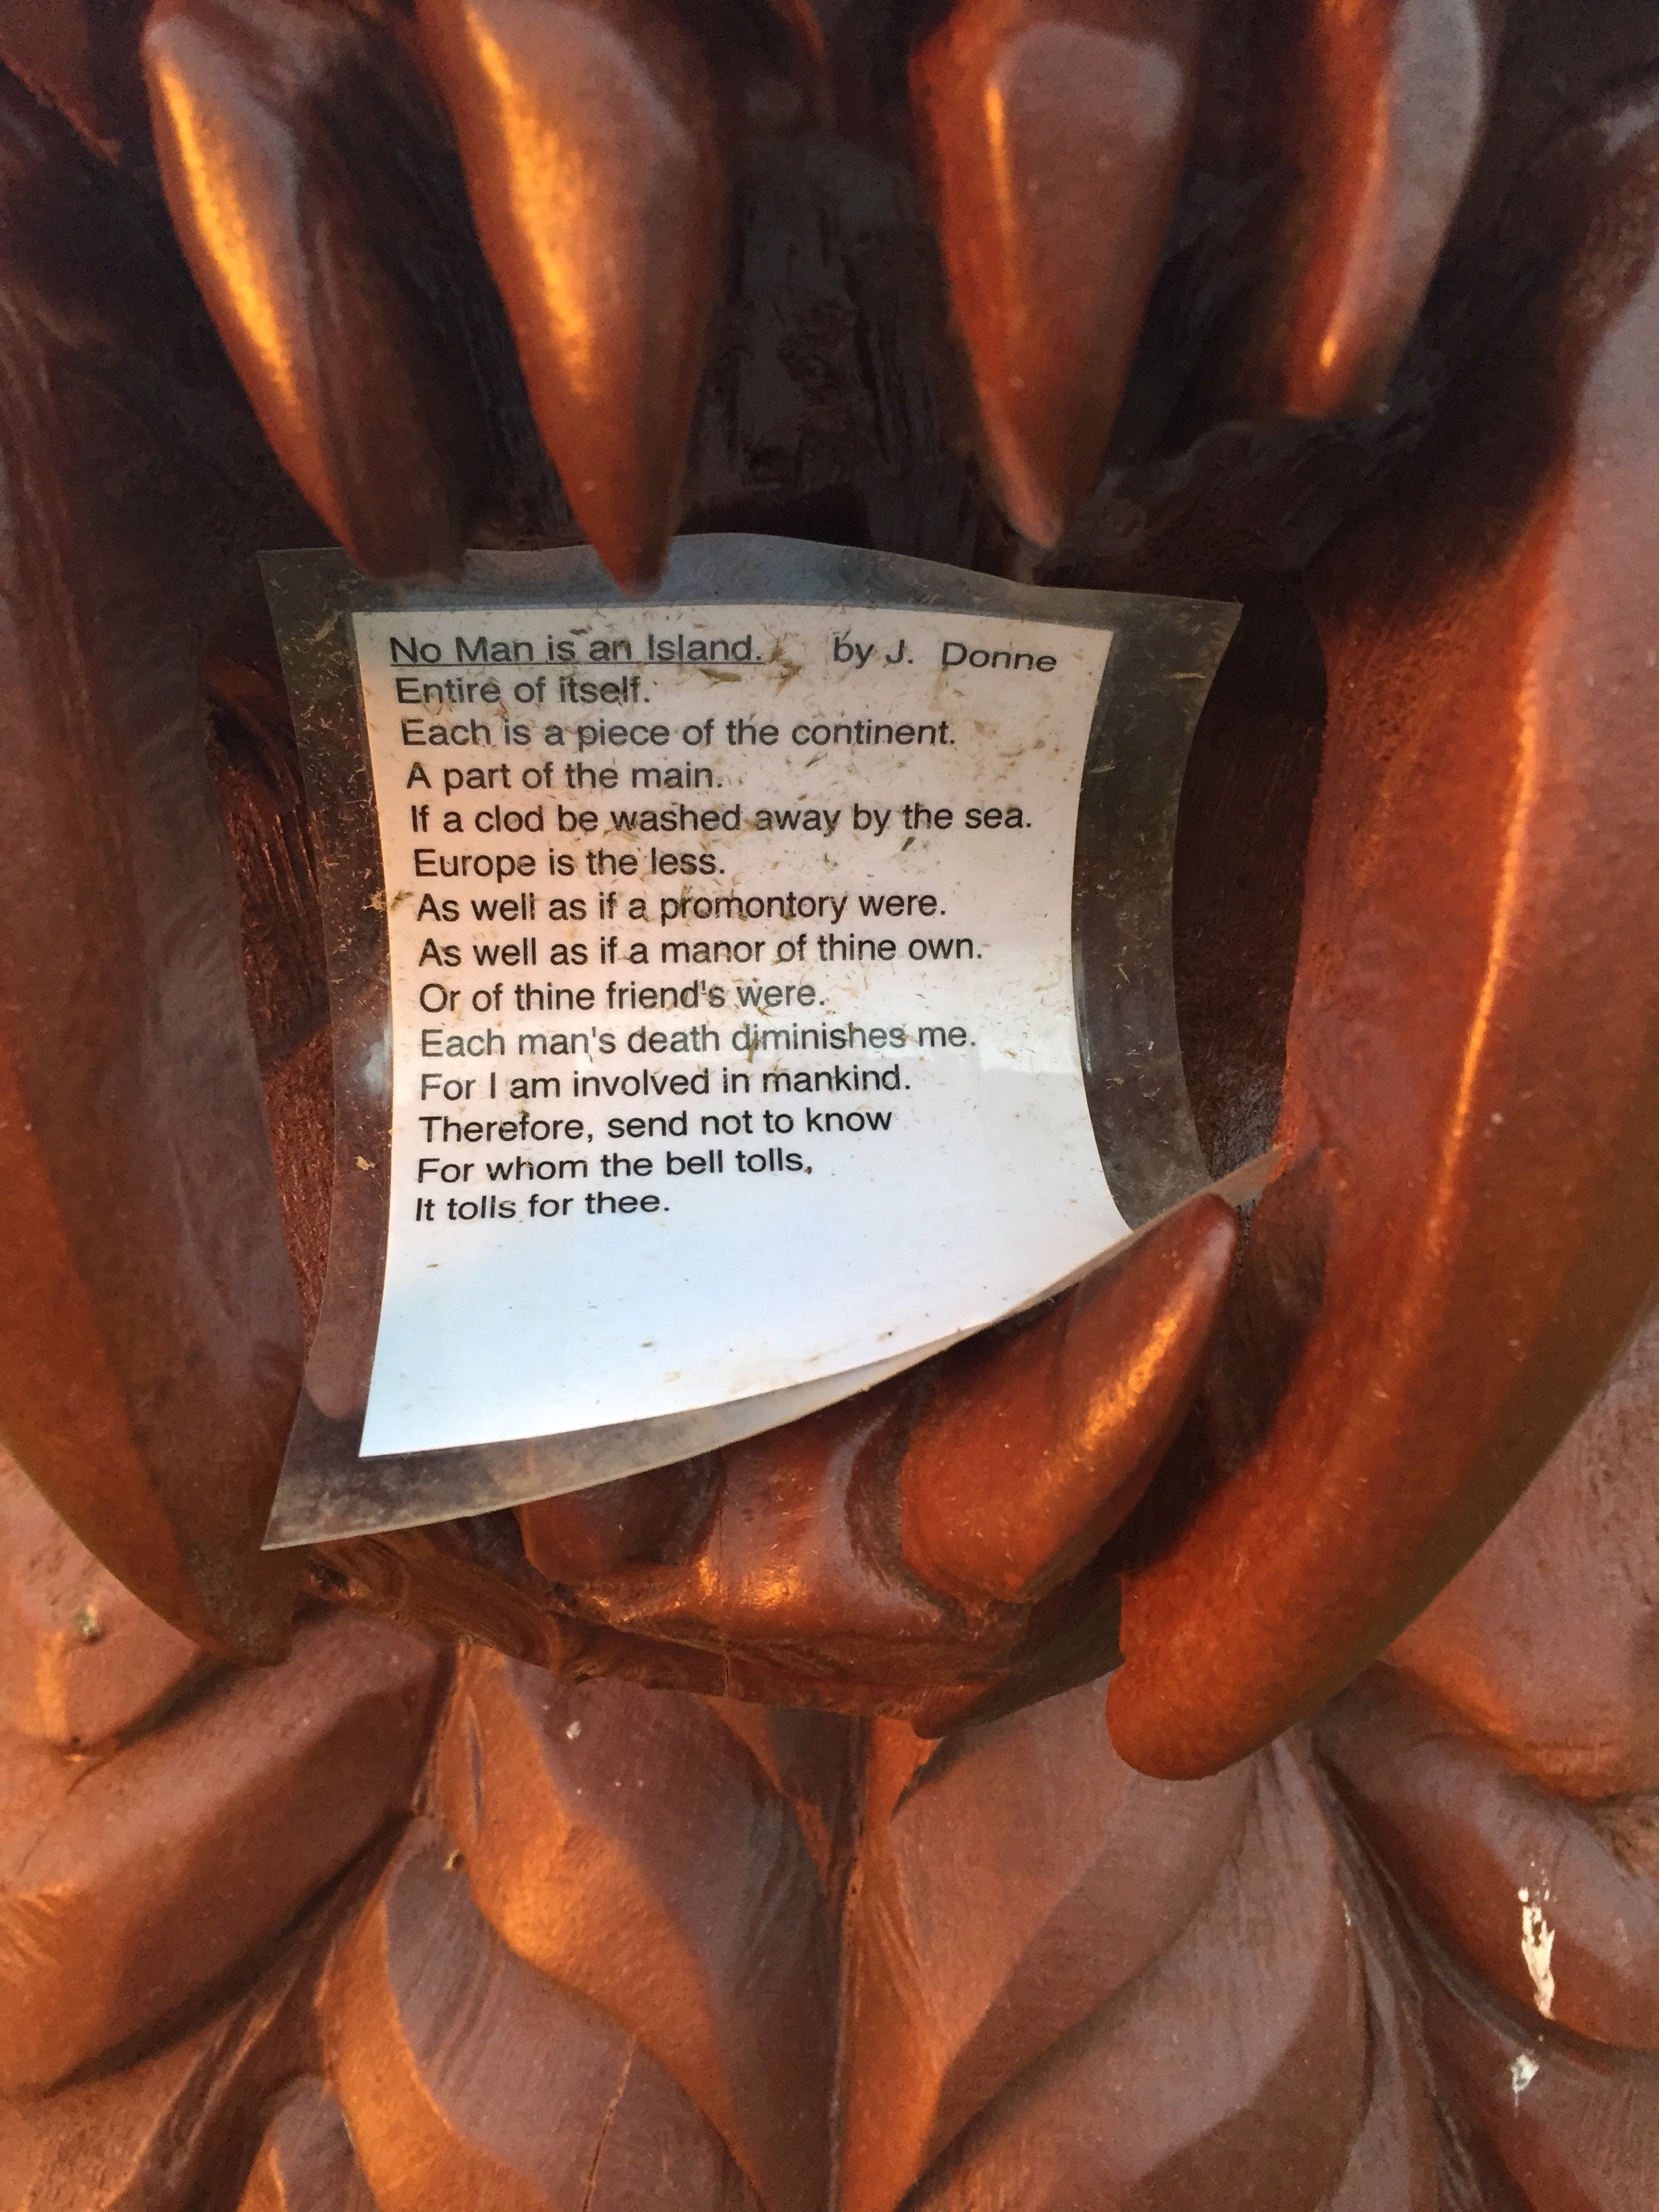 No Man is an Island. by J. Donne
Entire of itself.
Each is a piece of the continent.
A part of the main.
If a clod be washed away by the sea.
Europe is the less.
As well as if a promontory were.
As well as if a manor of thine own.
Or of thine friend's were.
Each man's death diminishes me.
For I am involved in mankind.
Therefore, send not to know
For whom the bell tolls,
It tolls for thee.